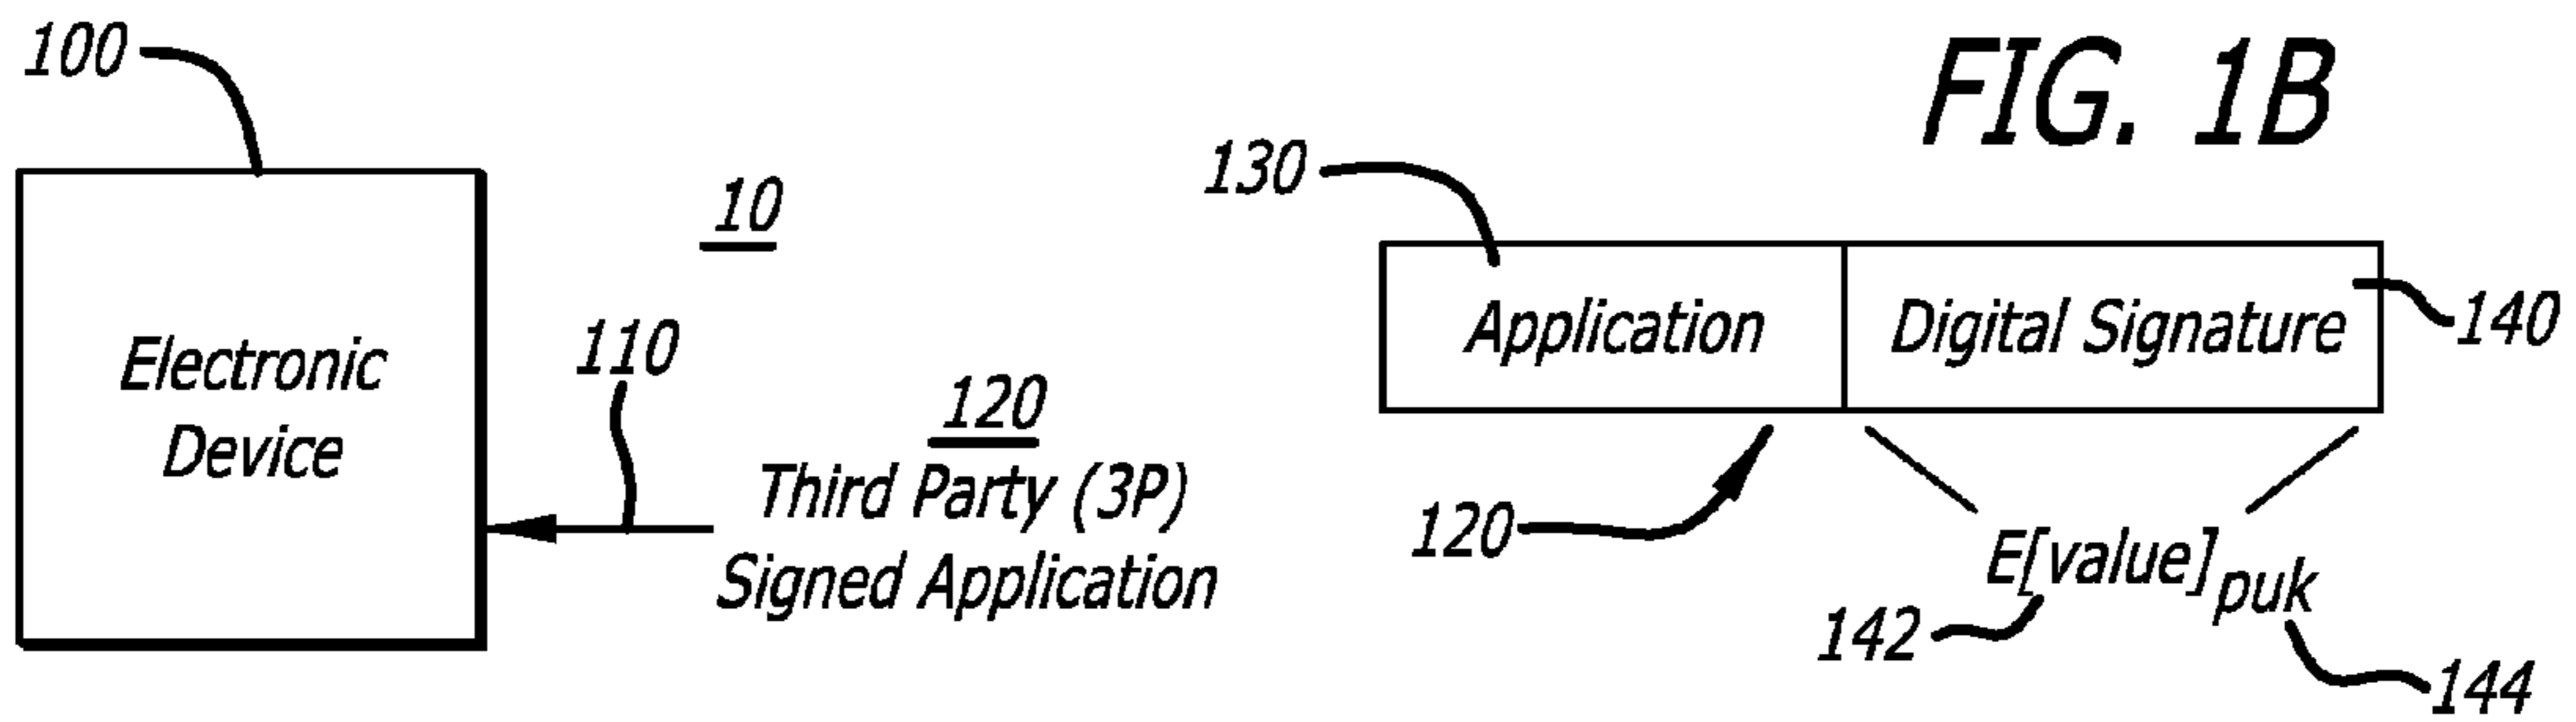 100
10
Electronic
Device
110
120
Third Party (3P)
Signed Application
FIG. 1B
130
Application
Digital Signature
140
120
E[value]puk
142
144